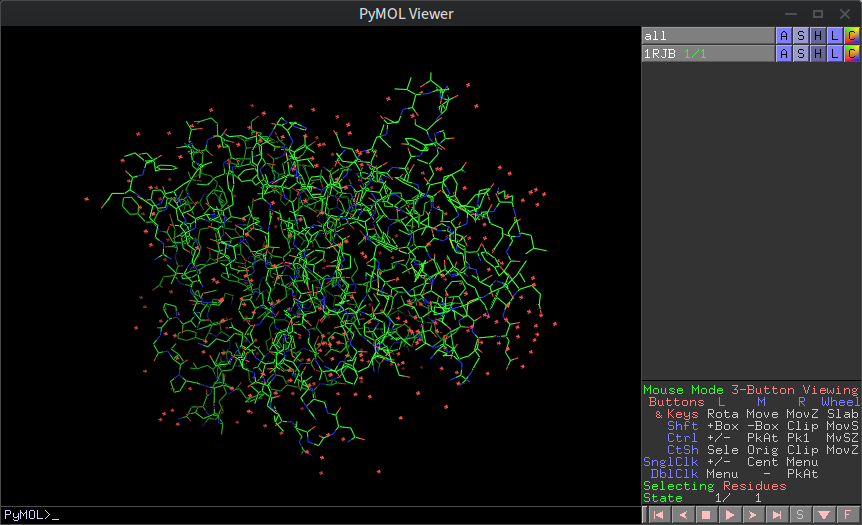 PyMOL Viewer
all A S H L C
1RJB 1/1 A S H L C
Mouse Mode 3-Button Viewing
Buttons L M R Wheel
& Keys Rota Move MovZ Slab
Shft +Box -Box Clip MovS
Ctrl +/- PkAt Pk1 MvSZ
CtSh Sele Orig Clip MovZ
SnglClk +/- Cent Menu
DblClk Menu - PkAt
Selecting Residues
State 1/ 1
PyMOL>_ S F